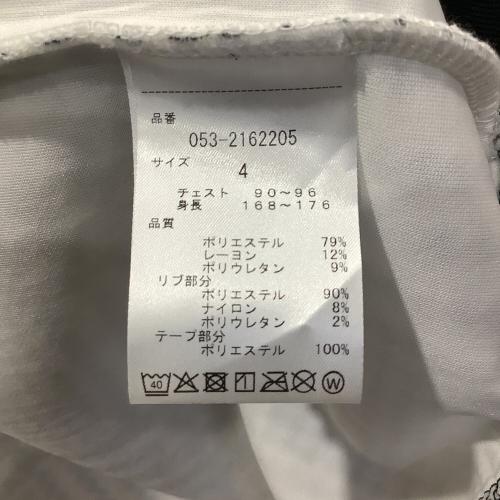 品番
053-2162205
サイズ
4
チェスト 90～96
身長 168～176
品質
ポリエステル 79%
レーヨン 12%
ポリウレタン 9%
リブ部分
ポリエステル 90%
ナイロン 8%
ポリウレタン 2%
テープ部分
ポリエステル 100%
40 W